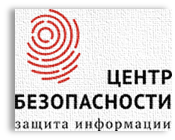 ЦЕНТР
БЕЗОПАСНОСТИ
защита информации